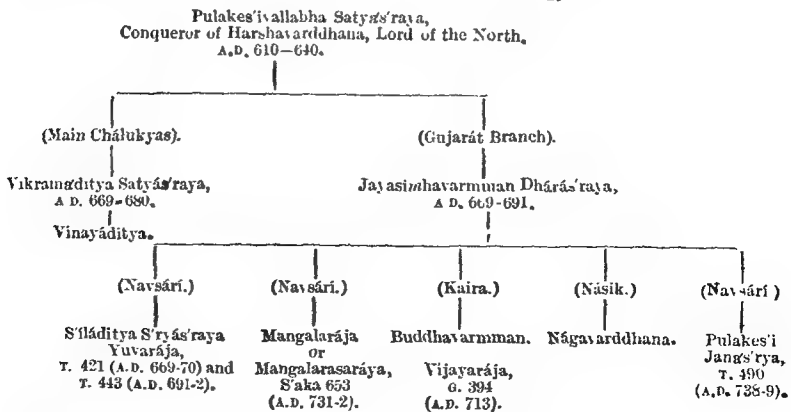 Pulakes'ivallabha Satyás'raya,
Conqueror of Harshavarddhana, Lord of the North.
A.D. 610—640.
(Main Chálukyas).
(Gujarát Branch).
Vikramáditya Satyás'raya,
A D. 669-680.
Jayasimhavarmman Dhárás'raya,
A D. 669-691.
Vinayáditya.
(Navsárí.)
(Navsárí.)
(Kaira.)
(Násik.)
(Navsárí)
S'íláditya S'ryás'raya
Yuvarája,
T. 421 (A.D. 669-70) and
T. 443 (A.D. 691-2).
Mangalarája
or
Mangalarasaráya,
S'aka 653
(A.D. 731-2).
Buddhavarmman.
Vijayarája,
G. 394
(A.D. 713).
Nágavarddhana.
Pulakes'i
Janás'rya,
T. 490
(A.D. 738-9).